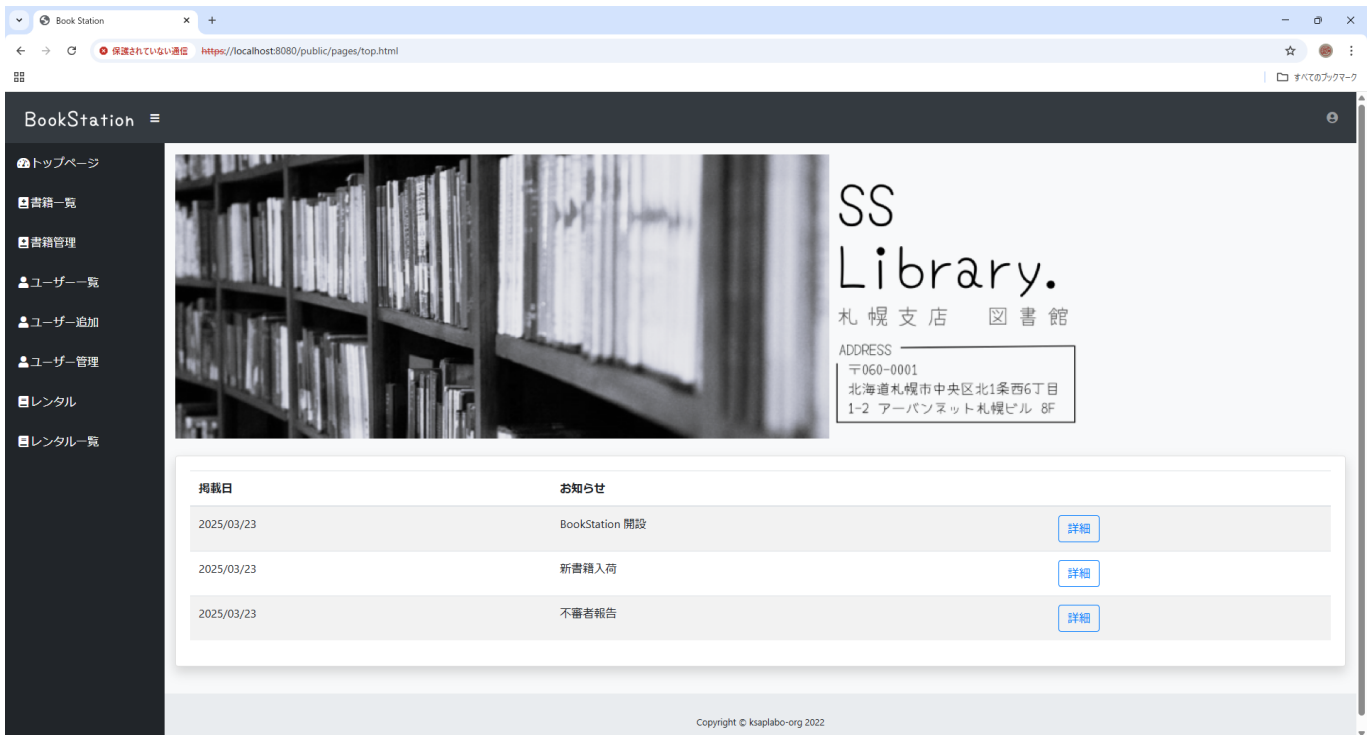 Book Station
保護されていない通信 https://localhost:8080/public/pages/top.html
すべてのブックマーク
BookStation
トップページ
書籍一覧
書籍管理
ユーザー一覧
ユーザー追加
ユーザー管理
レンタル
レンタル一覧
SS
Library.
札幌支店 図書館
ADDRESS
〒060-0001
北海道札幌市中央区北1条西6丁目
1-2 アーバンネット札幌ビル 8F
掲載日 お知らせ
2025/03/23 BookStation 開設 詳細
2025/03/23 新書籍入荷 詳細
2025/03/23 不審者報告 詳細
Copyright © ksaplabo-org 2022